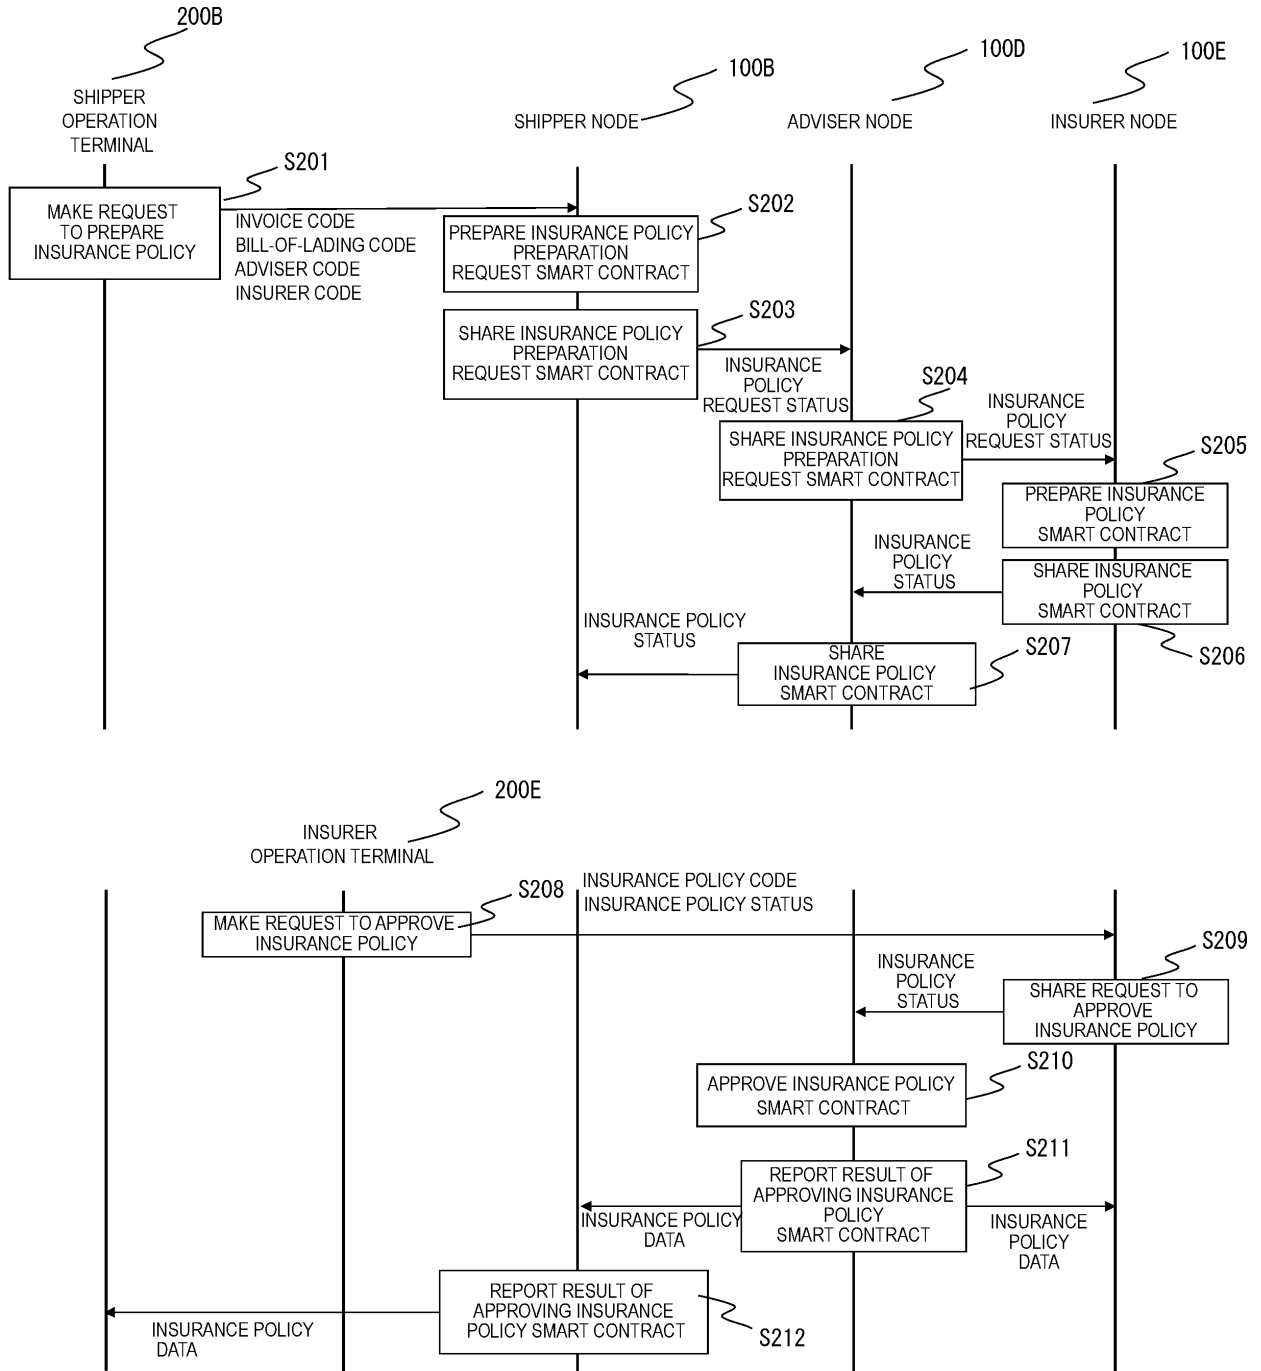 200B
100B
100D
100E
SHIPPER
OPERATION
TERMINAL
SHIPPER NODE
ADVISER NODE
INSURER NODE
S201
MAKE REQUEST
TO PREPARE
INSURANCE POLICY
INVOICE CODE
BILL-OF-LADING CODE
ADVISER CODE
INSURER CODE
S202
PREPARE INSURANCE POLICY
PREPARATION
REQUEST SMART CONTRACT
S203
SHARE INSURANCE POLICY
PREPARATION
REQUEST SMART CONTRACT
INSURANCE
POLICY
REQUEST STATUS
S204
SHARE INSURANCE POLICY
PREPARATION
REQUEST SMART CONTRACT
INSURANCE
POLICY
REQUEST STATUS
S205
PREPARE INSURANCE
POLICY
SMART CONTRACT
INSURANCE
POLICY
STATUS
SHARE INSURANCE
POLICY
SMART CONTRACT
S206
INSURANCE POLICY
STATUS
SHARE
INSURANCE POLICY
SMART CONTRACT
S207
200E
INSURER
OPERATION TERMINAL
S208
MAKE REQUEST TO APPROVE
INSURANCE POLICY
INSURANCE POLICY CODE
INSURANCE POLICY STATUS
S209
INSURANCE
POLICY
STATUS
SHARE REQUEST TO
APPROVE
INSURANCE POLICY
S210
APPROVE INSURANCE POLICY
SMART CONTRACT
S211
REPORT RESULT OF
APPROVING INSURANCE
POLICY
SMART CONTRACT
INSURANCE POLICY
DATA
INSURANCE
POLICY
DATA
REPORT RESULT OF
APPROVING INSURANCE
POLICY SMART CONTRACT
S212
INSURANCE POLICY
DATA